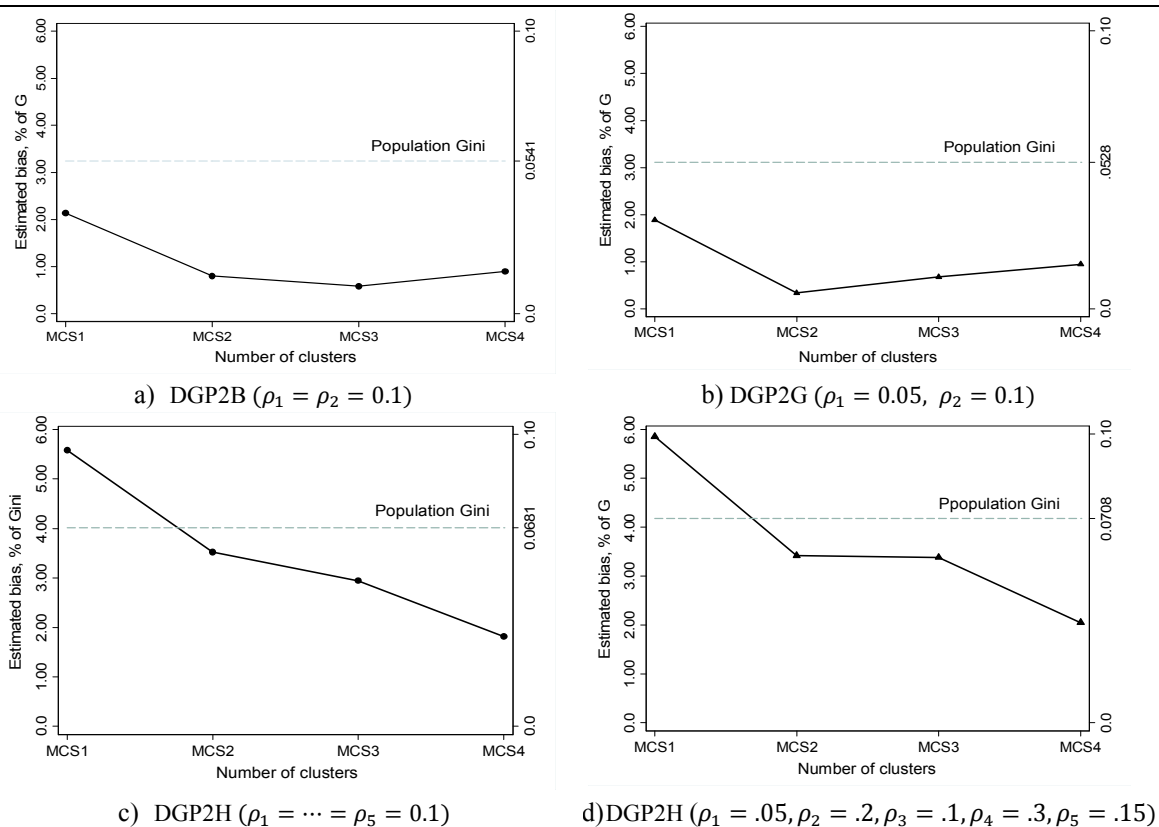 6.00
5.00
4.00
3.00
2.00
1.00
0.0
Estimated bias, % of G
Population Gini
0.10
0.0541
0.0
MCS1 MCS2 MCS3 MCS4
Number of clusters
a) DGP2B (ρ₁ = ρ₂ = 0.1)
6.00
5.00
4.00
3.00
2.00
1.00
0.0
Estimated bias, % of G
Population Gini
0.10
.0528
0.0
MCS1 MCS2 MCS3 MCS4
Number of clusters
b) DGP2G (ρ₁ = 0.05, ρ₂ = 0.1)
6.00
5.00
4.00
3.00
2.00
1.00
0.0
Estimated bias, % of Gini
Population Gini
0.10
0.0681
0.0
MCS1 MCS2 MCS3 MCS4
Number of clusters
c) DGP2H (ρ₁ = ⋯ = ρ₅ = 0.1)
6.00
5.00
4.00
3.00
2.00
1.00
0.0
Estimated bias, % of G
Ppopulation Gini
0.10
0.0708
0.0
MCS1 MCS2 MCS3 MCS4
Number of clusters
d)DGP2H (ρ₁ = .05, ρ₂ = .2, ρ₃ = .1, ρ₄ = .3, ρ₅ = .15)